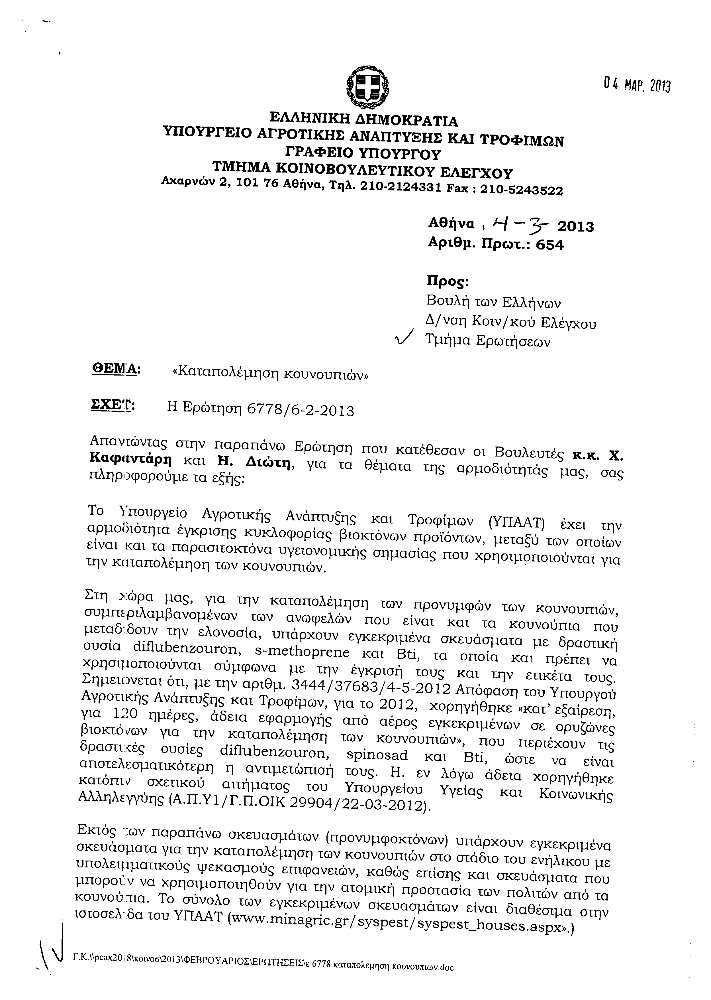 04 ΜΑΡ. 2013
ΕΛΛΗΝΙΚΗ ΔΗΜΟΚΡΑΤΙΑ
ΥΠΟΥΡΓΕΙΟ ΑΓΡΟΤΙΚΗΣ ΑΝΑΠΤΥΞΗΣ ΚΑΙ ΤΡΟΦΙΜΩΝ
ΓΡΑΦΕΙΟ ΥΠΟΥΡΓΟΥ
ΤΜΗΜΑ ΚΟΙΝΟΒΟΥΛΕΥΤΙΚΟΥ ΕΛΕΓΧΟΥ
Αχαρνών 2, 101 76 Αθήνα, Τηλ. 210-2124331 Fax : 210-5243522
Αθήνα , 4-3- 2013
Αριθμ. Πρωτ.: 654
Προς:
Βουλή των Ελλήνων
Δ/νση Κοιν/κού Ελέγχου
Τμήμα Ερωτήσεων
ΘΕΜΑ: «Καταπολέμηση κουνουπιών»
ΣΧΕΤ: Η Ερώτηση 6778/6-2-2013
Απαντώντας στην παραπάνω Ερώτηση που κατέθεσαν οι Βουλευτές κ.κ. Χ.
Καφαντάρη και Η. Διώτη, για τα θέματα της αρμοδιότητάς μας, σας
πληροφορούμε τα εξής:
Το Υπουργείο Αγροτικής Ανάπτυξης και Τροφίμων (ΥΠΑΑΤ) έχει την
αρμοδιότητα έγκρισης κυκλοφορίας βιοκτόνων προϊόντων, μεταξύ των οποίων
είναι και τα παρασιτοκτόνα υγειονομικής σημασίας που χρησιμοποιούνται για
την καταπολέμηση των κουνουπιών.
Στη χώρα μας, για την καταπολέμηση των προνυμφών των κουνουπιών,
συμπεριλαμβανομένων των ανωφελών που είναι και τα κουνούπια που
μεταδίδουν την ελονοσία, υπάρχουν εγκεκριμένα σκευάσματα με δραστική
ουσία diflubenzouron, s-methoprene και Bti, τα οποία και πρέπει να
χρησιμοποιούνται σύμφωνα με την έγκρισή τους και την ετικέτα τους.
Σημειώνεται ότι, με την αριθμ. 3444/37683/4-5-2012 Απόφαση του Υπουργού
Αγροτικής Ανάπτυξης και Τροφίμων, για το 2012, χορηγήθηκε «κατ’ εξαίρεση,
για 120 ημέρες, άδεια εφαρμογής από αέρος εγκεκριμένων σε ορυζώνες
βιοκτόνων για την καταπολέμηση των κουνουπιών», που περιέχουν τις
δραστικές ουσίες diflubenzouron, spinosad και Bti, ώστε να είναι
αποτελεσματικότερη η αντιμετώπισή τους. Η. εν λόγω άδεια χορηγήθηκε
κατόπιν σχετικού αιτήματος του Υπουργείου Υγείας και Κοινωνικής
Αλληλεγγύης (Α.Π.Υ1/Γ.Π.ΟΙΚ 29904/22-03-2012).
Εκτός των παραπάνω σκευασμάτων (προνυμφοκτόνων) υπάρχουν εγκεκριμένα
σκευάσματα για την καταπολέμηση των κουνουπιών στο στάδιο του ενήλικου με
υπολειμματικούς ψεκασμούς επιφανειών, καθώς επίσης και σκευάσματα που
μπορούν να χρησιμοποιηθούν για την ατομική προστασία των πολιτών από τα
κουνούπια. Το σύνολο των εγκεκριμένων σκευασμάτων είναι διαθέσιμα στην
ιστοσελίδα του ΥΠΑΑΤ (www.minagric.gr/syspest/syspest_houses.aspx».)
Γ.Κ.\\pcax2018\κοινοσ\2013\ΦΕΒΡΟΥΑΡΙΟΣ\ΕΡΩΤΗΣΕΙΣ\ε 6778 καταπολεμηση κουνουπιων.doc